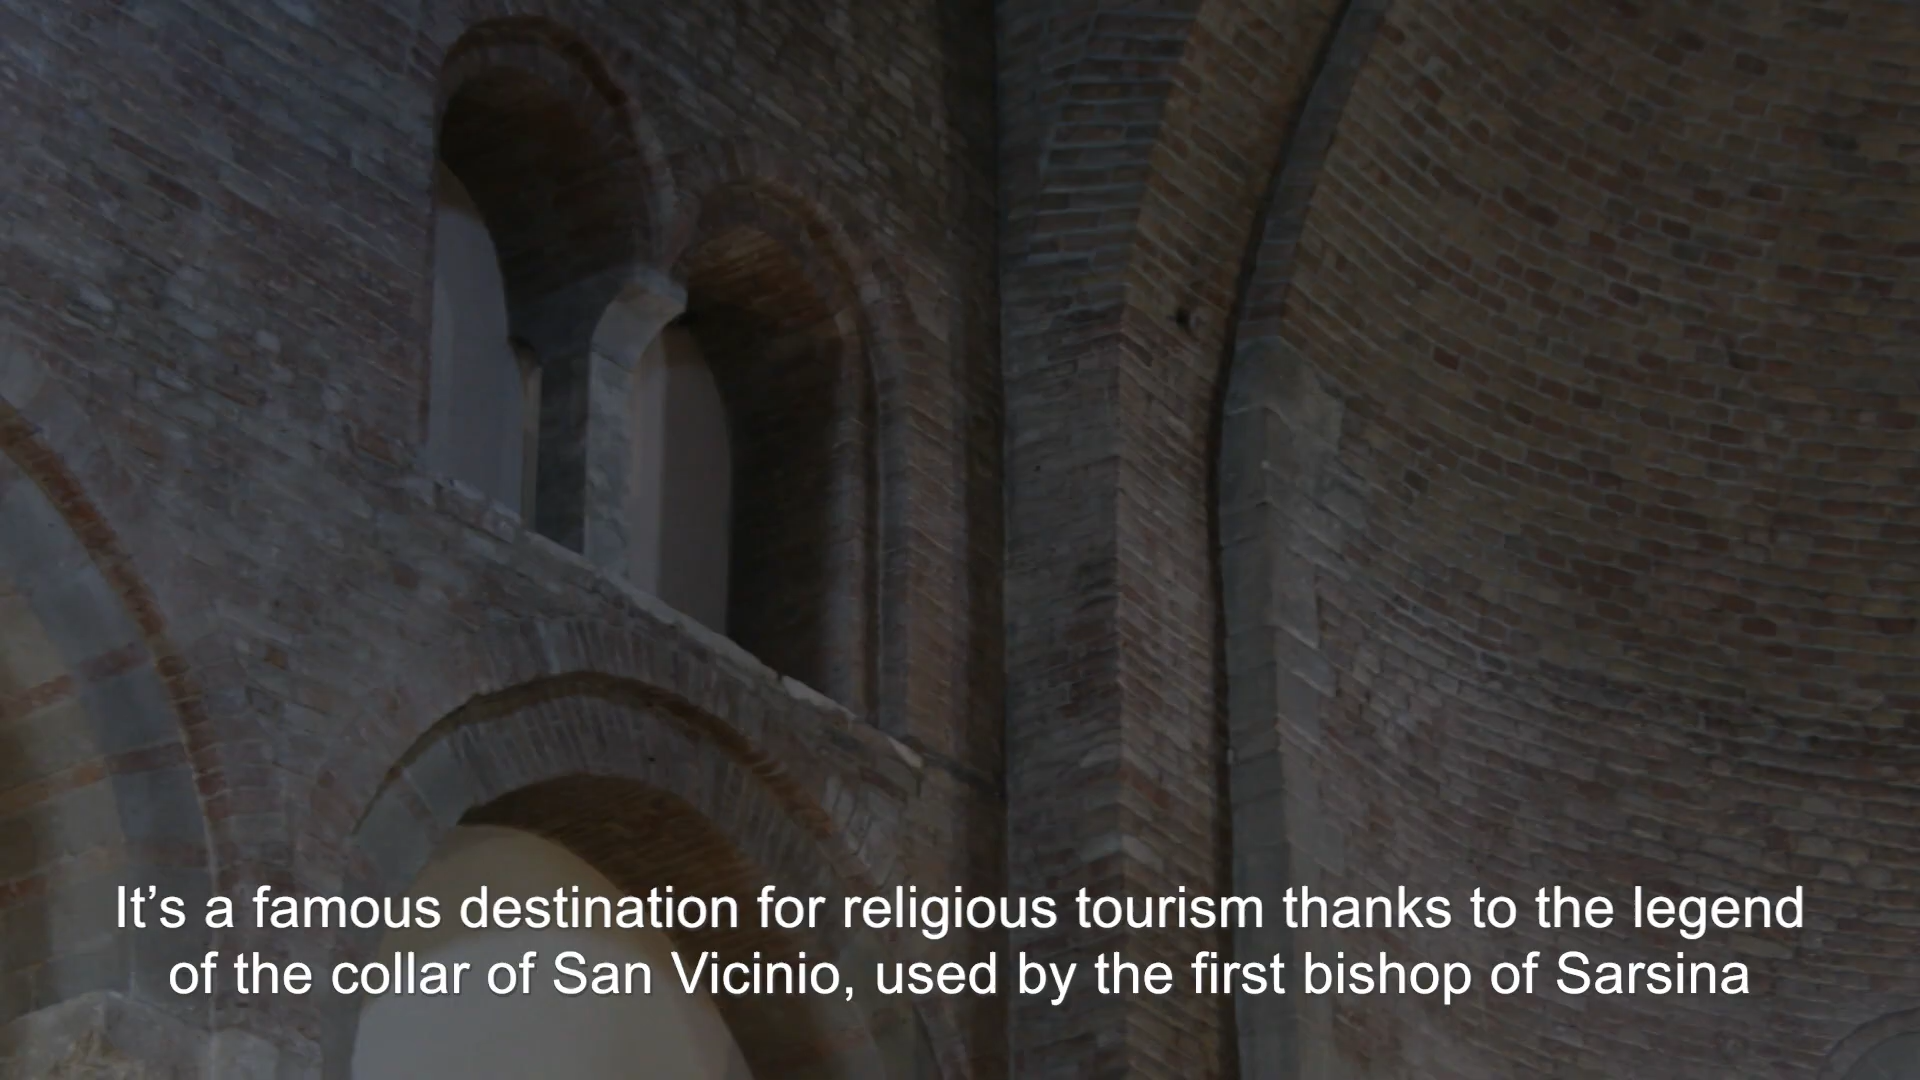 It’s a famous destination for religious tourism thanks to the legend
of the collar of San Vicinio, used by the first bishop of Sarsina